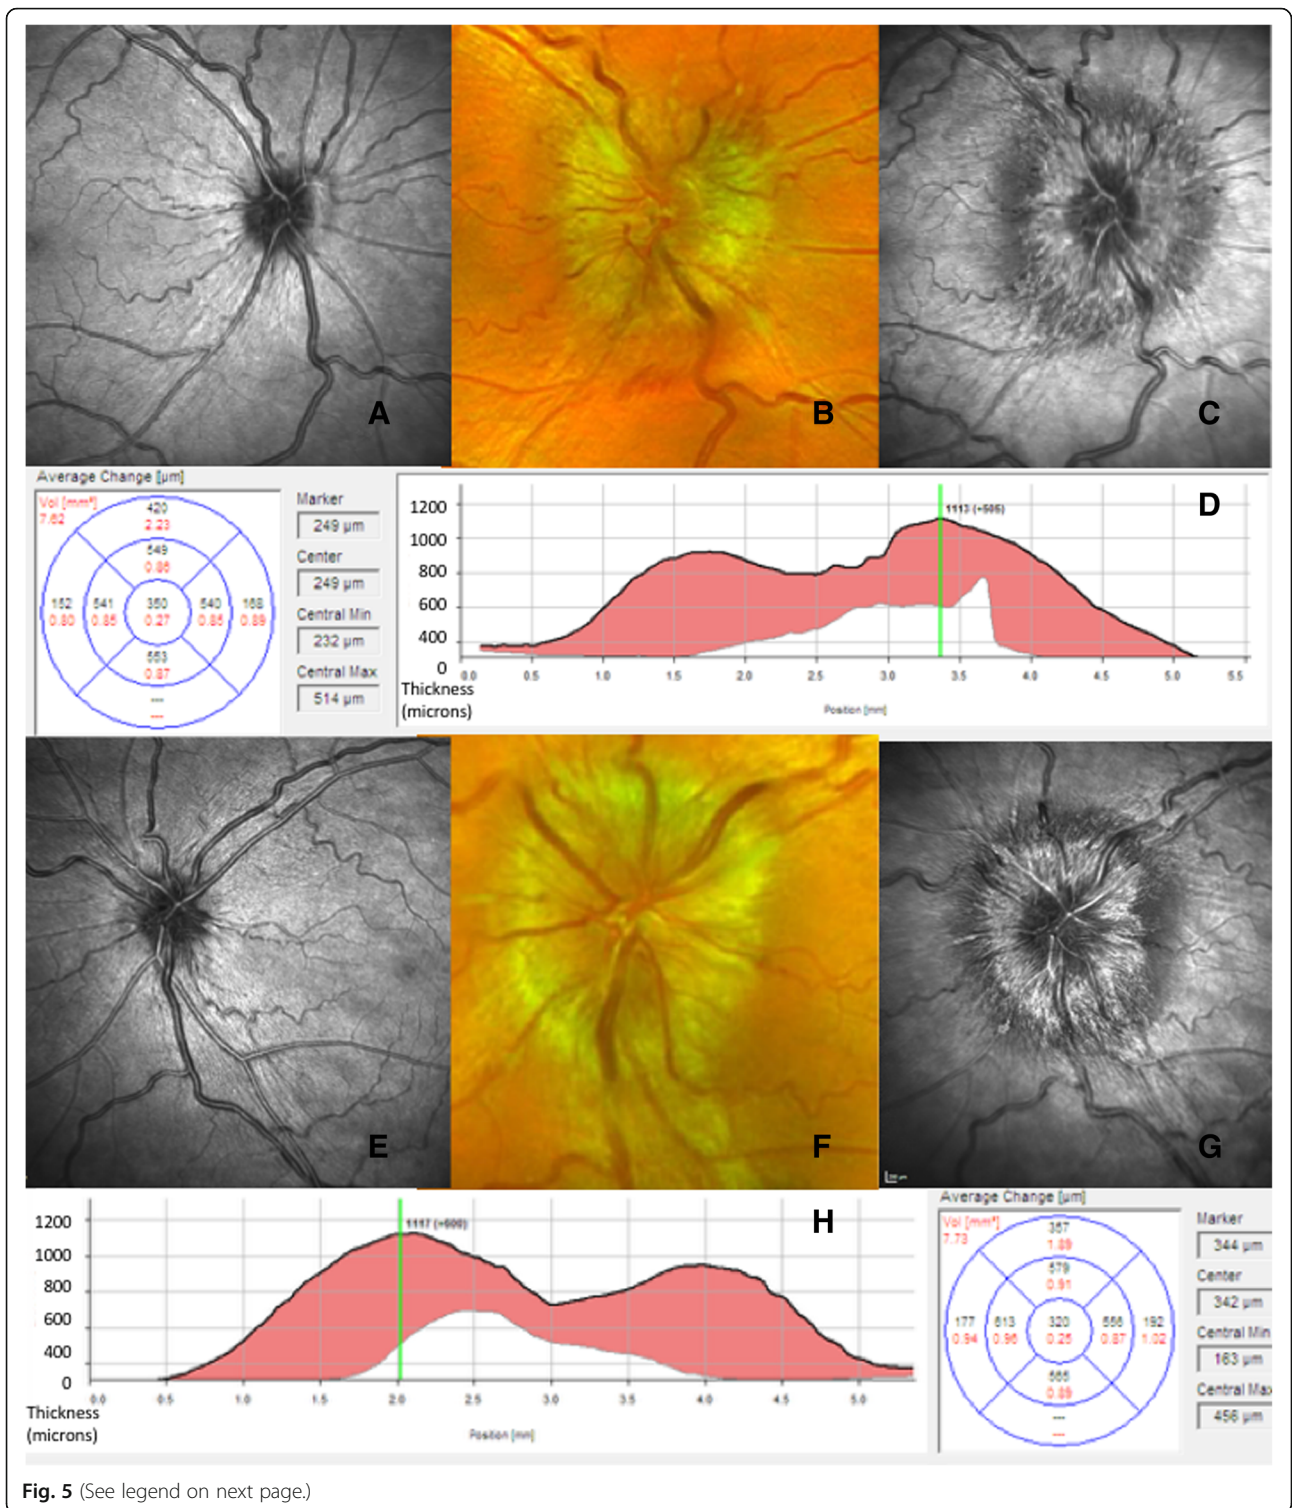 A
B
C
Average Change [µm]
Vol [mm³]
7.62
420
2.23
549
0.86
152
0.80
541
0.85
350
0.27
540
0.85
168
0.89
553
0.87
---
---
Marker
249 µm
Center
249 µm
Central Min
232 µm
Central Max
514 µm
D
1200
1000
800
600
400
0
1113 (+505)
0.0 0.5 1.0 1.5 2.0 2.5 3.0 3.5 4.0 4.5 5.0 5.5
Thickness
(microns)
Position [mm]
E
F
G
H
1200
1000
800
600
400
0
0.0 0.5 1.0 1.5 2.0 2.5 3.0 3.5 4.0 4.5 5.0
Thickness
(microns)
Position [mm]
Average Change [µm]
Vol [mm³]
7.73
1.89
579
0.91
177
0.94
613
0.96
320
0.25
556
0.87
192
1.02
565
0.89
---
---
Marker
344 µm
Center
342 µm
Central Min
163 µm
Central Max
456 µm
Fig. 5 (See legend on next page.)